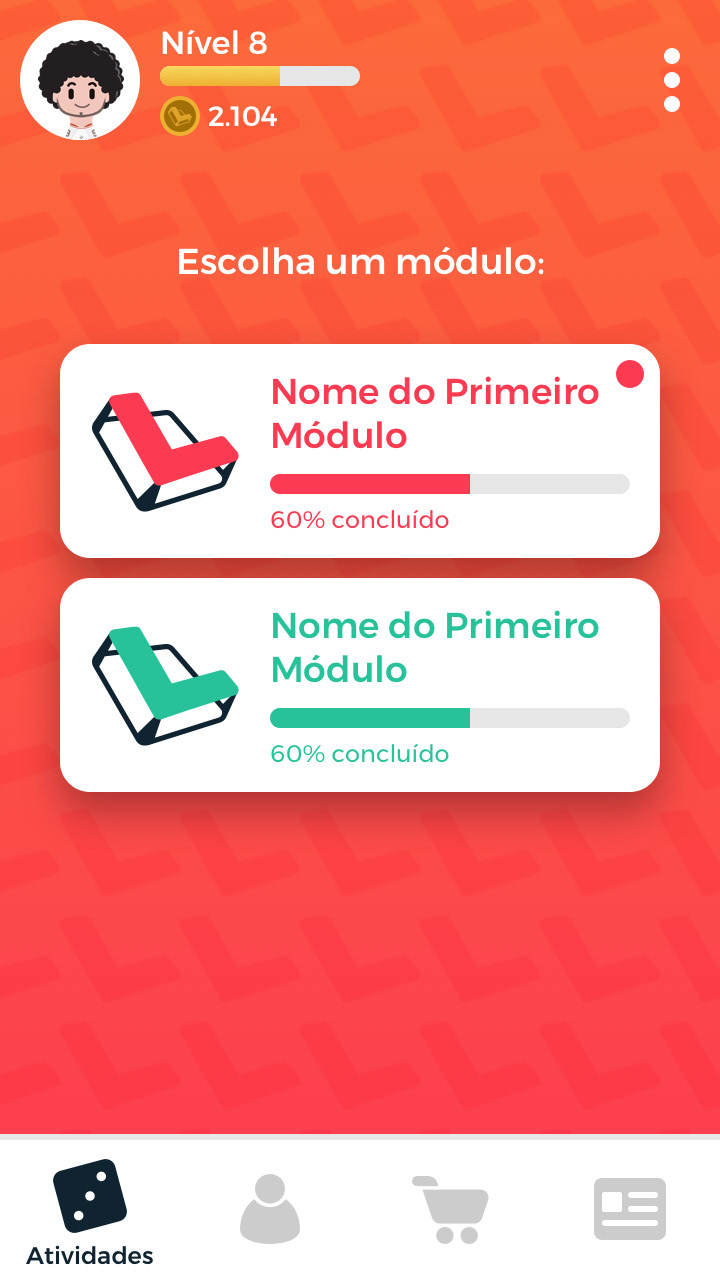 Nível 8
2.104
Escolha um módulo:
Nome do Primeiro
Módulo
60% concluído
Nome do Primeiro
Módulo
60% concluído
Atividades